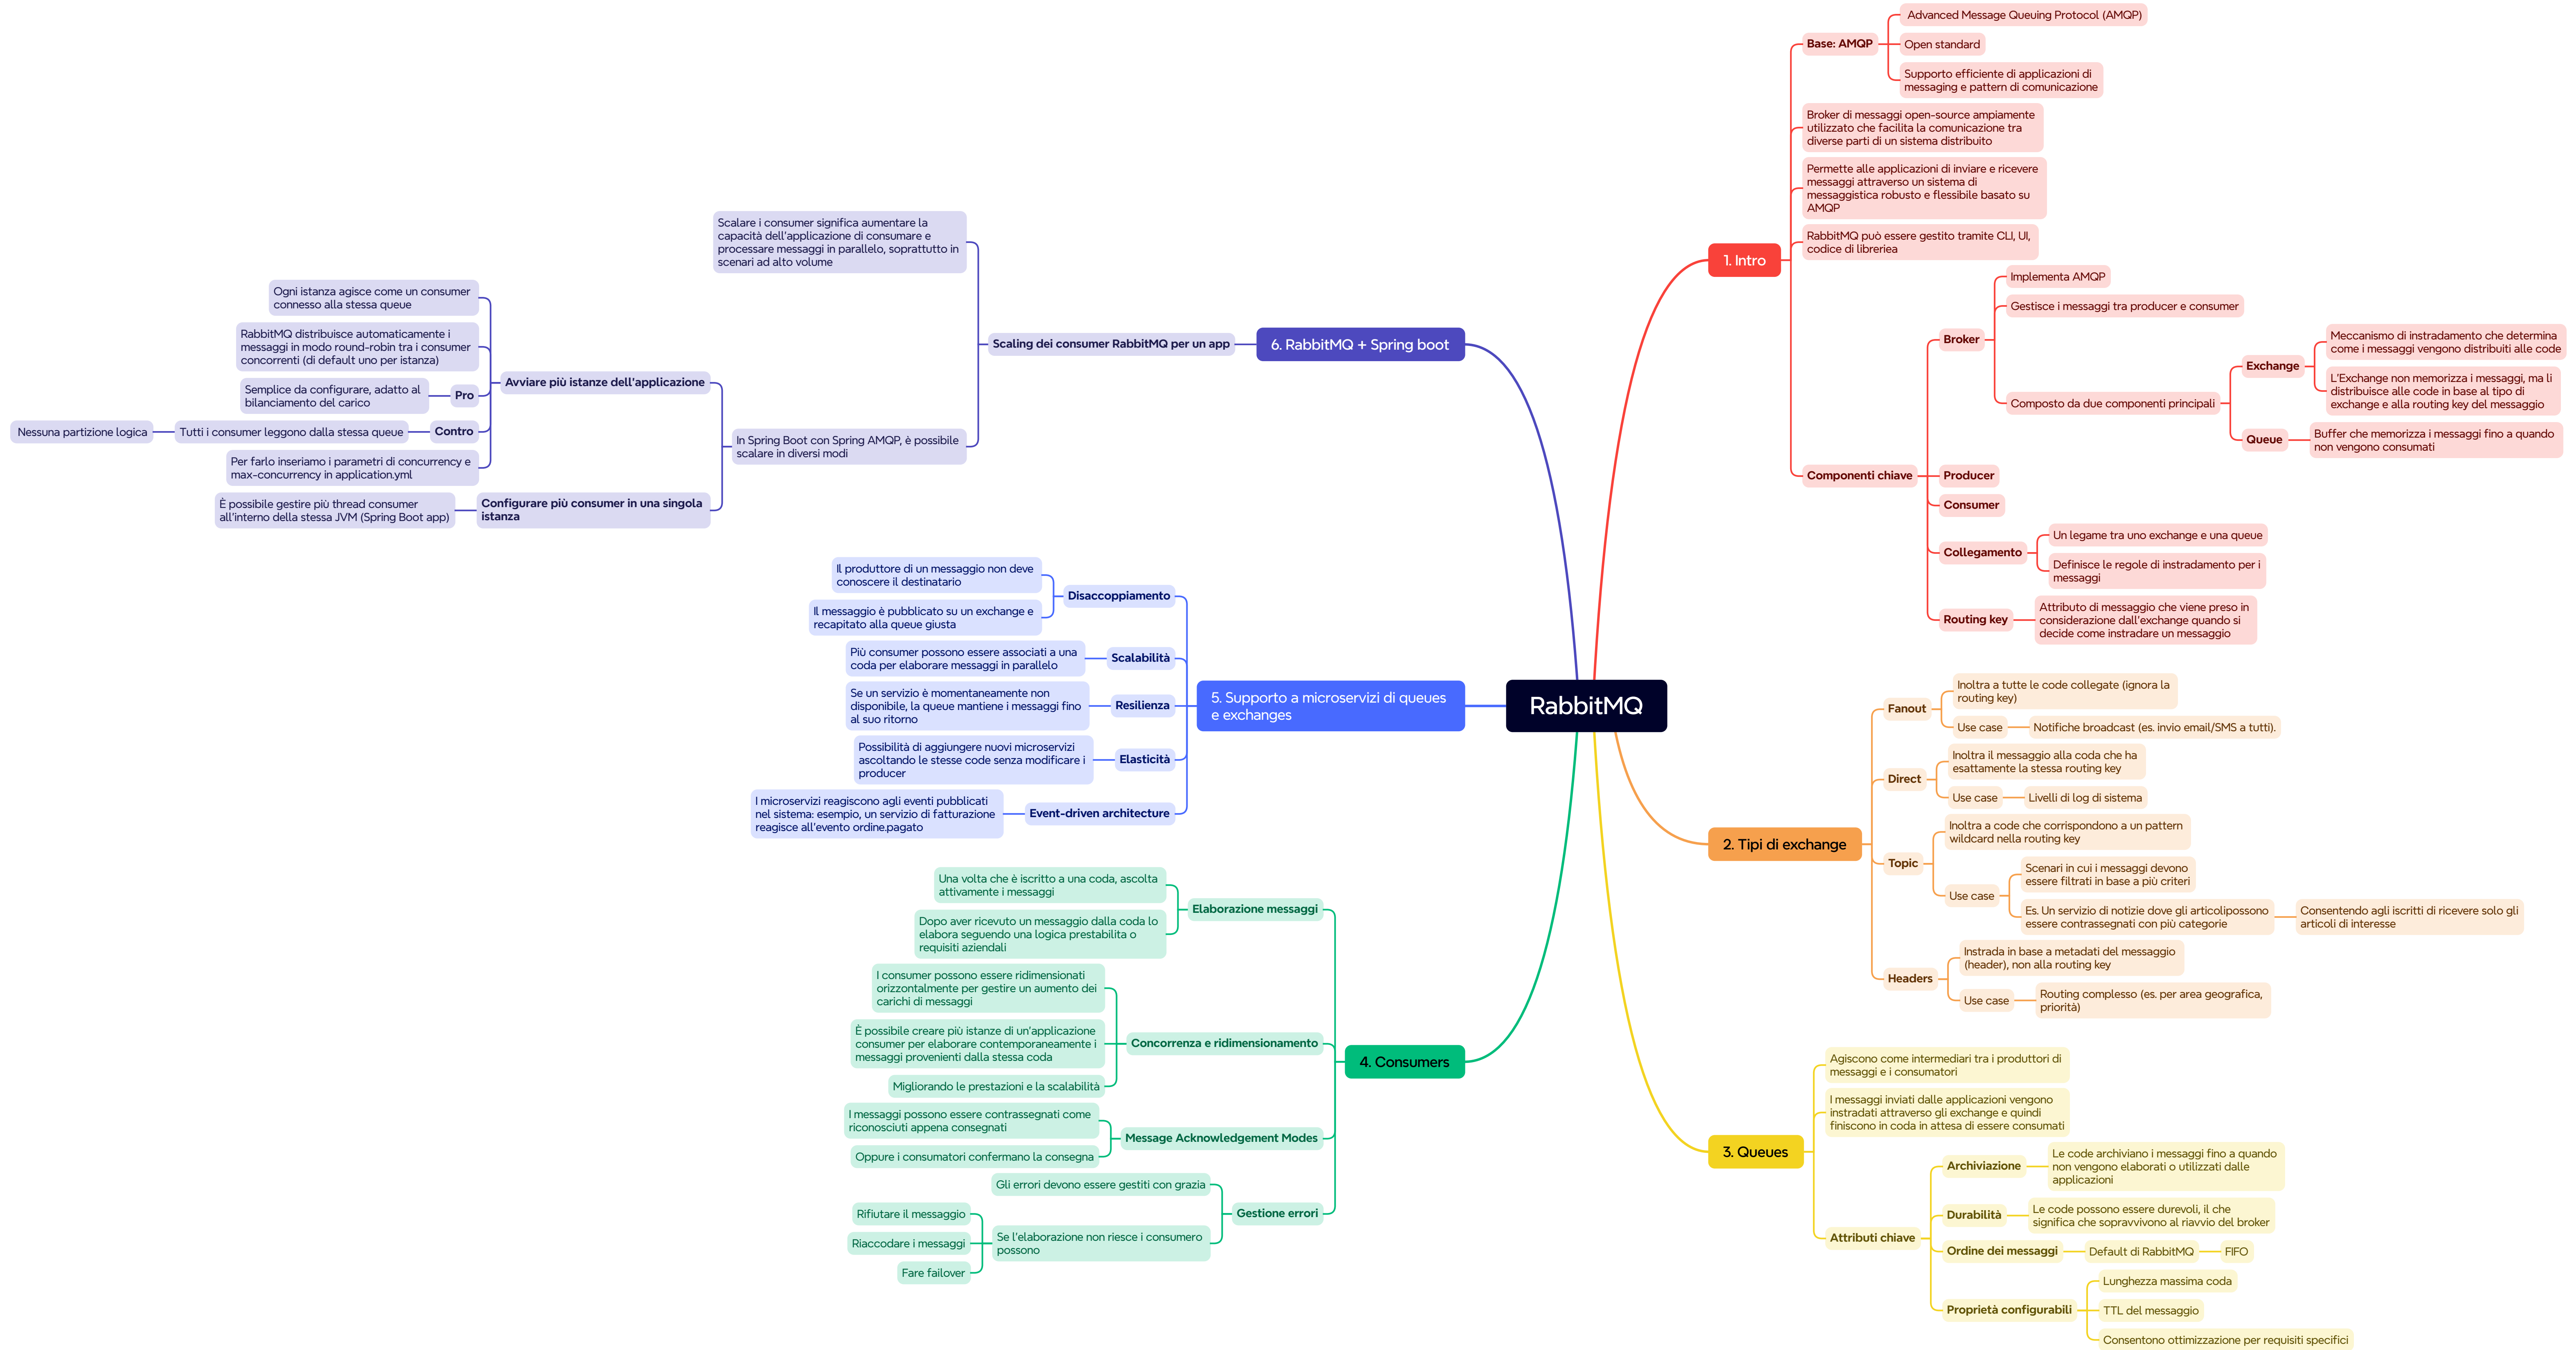 RabbitMQ
1. Intro
Base: AMQP
Advanced Message Queuing Protocol (AMQP)
Open standard
Supporto efficiente di applicazioni di
messaging e pattern di comunicazione
Broker di messaggi open-source ampiamente
utilizzato che facilita la comunicazione tra
diverse parti di un sistema distribuito
Permette alle applicazioni di inviare e ricevere
messaggi attraverso un sistema di
messaggistica robusto e flessibile basato su
AMQP
RabbitMQ può essere gestito tramite CLI, UI,
codice di libreriea
Componenti chiave
Broker
Implementa AMQP
Gestisce i messaggi tra producer e consumer
Composto da due componenti principali
Exchange
Meccanismo di instradamento che determina
come i messaggi vengono distribuiti alle code
L'Exchange non memorizza i messaggi, ma li
distribuisce alle code in base al tipo di
exchange e alla routing key del messaggio
Queue
Buffer che memorizza i messaggi fino a quando
non vengono consumati
Producer
Consumer
Collegamento
Un legame tra uno exchange e una queue
Definisce le regole di instradamento per i
messaggi
Routing key
Attributo di messaggio che viene preso in
considerazione dall'exchange quando si
decide come instradare un messaggio
2. Tipi di exchange
Fanout
Inoltra a tutte le code collegate (ignora la
routing key)
Use case
Notifiche broadcast (es. invio email/SMS a tutti).
Direct
Inoltra il messaggio alla coda che ha
esattamente la stessa routing key
Use case
Livelli di log di sistema
Topic
Inoltra a code che corrispondono a un pattern
wildcard nella routing key
Use case
Scenari in cui i messaggi devono
essere filtrati in base a più criteri
Es. Un servizio di notizie dove gli articolipossono
essere contrassegnati con più categorie
Consentendo agli iscritti di ricevere solo gli
articoli di interesse
Headers
Instrada in base a metadati del messaggio
(header), non alla routing key
Use case
Routing complesso (es. per area geografica,
priorità)
3. Queues
Agiscono come intermediari tra i produttori di
messaggi e i consumatori
I messaggi inviati dalle applicazioni vengono
instradati attraverso gli exchange e quindi
finiscono in coda in attesa di essere consumati
Attributi chiave
Archiviazione
Le code archiviano i messaggi fino a quando
non vengono elaborati o utilizzati dalle
applicazioni
Durabilità
Le code possono essere durevoli, il che
significa che sopravvivono al riavvio del broker
Ordine dei messaggi
Default di RabbitMQ
FIFO
Proprietà configurabili
Lunghezza massima coda
TTL del messaggio
Consentono ottimizzazione per requisiti specifici
4. Consumers
Elaborazione messaggi
Una volta che è iscritto a una coda, ascolta
attivamente i messaggi
Dopo aver ricevuto un messaggio dalla coda lo
elabora seguendo una logica prestabilita o
requisiti aziendali
Concorrenza e ridimensionamento
I consumer possono essere ridimensionati
orizzontalmente per gestire un aumento dei
carichi di messaggi
È possibile creare più istanze di un'applicazione
consumer per elaborare contemporaneamente i
messaggi provenienti dalla stessa coda
Migliorando le prestazioni e la scalabilità
Message Acknowledgement Modes
I messaggi possono essere contrassegnati come
riconosciuti appena consegnati
Oppure i consumatori confermano la consegna
Gestione errori
Gli errori devono essere gestiti con grazia
Se l'elaborazione non riesce i consumero
possono
Rifiutare il messaggio
Riaccodare i messaggi
Fare failover
5. Supporto a microservizi di queues
e exchanges
Disaccoppiamento
Il produttore di un messaggio non deve
conoscere il destinatario
Il messaggio è pubblicato su un exchange e
recapitato alla queue giusta
Scalabilità
Più consumer possono essere associati a una
coda per elaborare messaggi in parallelo
Resilienza
Se un servizio è momentaneamente non
disponibile, la queue mantiene i messaggi fino
al suo ritorno
Elasticità
Possibilità di aggiungere nuovi microservizi
ascoltando le stesse code senza modificare i
producer
Event-driven architecture
I microservizi reagiscono agli eventi pubblicati
nel sistema: esempio, un servizio di fatturazione
reagisce all'evento ordine.pagato
6. RabbitMQ + Spring boot
Scaling dei consumer RabbitMQ per un app
Scalare i consumer significa aumentare la
capacità dell'applicazione di consumare e
processare messaggi in parallelo, soprattutto in
scenari ad alto volume
In Spring Boot con Spring AMQP, è possibile
scalare in diversi modi
Avviare più istanze dell'applicazione
Ogni istanza agisce come un consumer
connesso alla stessa queue
RabbitMQ distribuisce automaticamente i
messaggi in modo round-robin tra i consumer
concorrenti (di default uno per istanza)
Pro
Semplice da configurare, adatto al
bilanciamento del carico
Contro
Tutti i consumer leggono dalla stessa queue
Nessuna partizione logica
Per farlo inseriamo i parametri di concurrency e
max-concurrency in application.yml
Configurare più consumer in una singola
istanza
È possibile gestire più thread consumer
all'interno della stessa JVM (Spring Boot app)